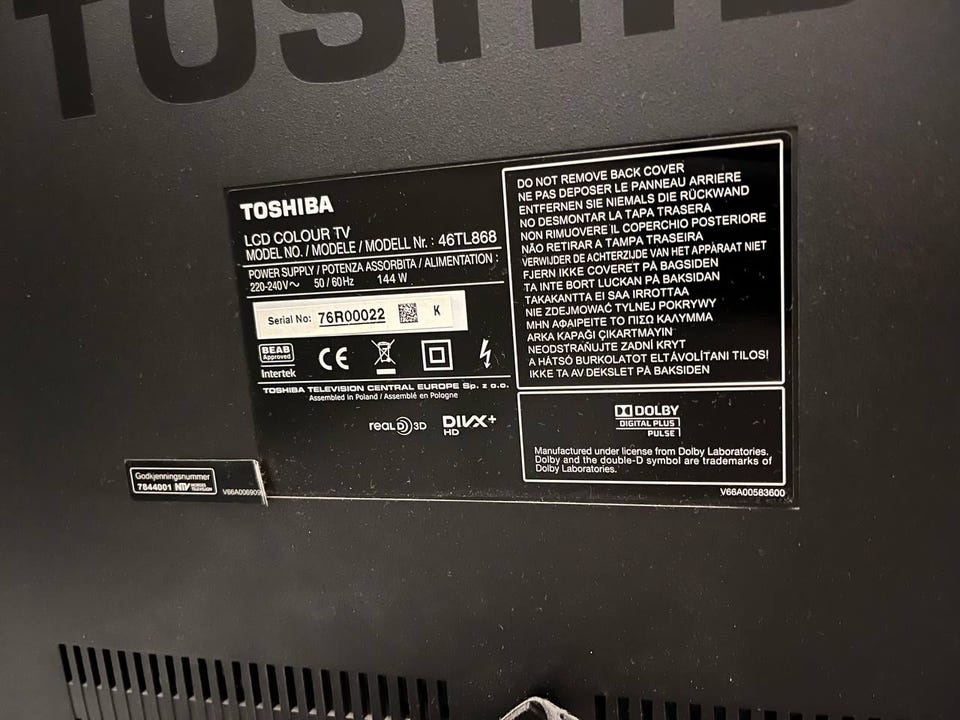 TOSHIBA
TOSHIBA
LCD COLOUR TV
MODEL NO. / MODELE / MODELL Nr. : 46TL868
POWER SUPPLY / POTENZA ASSORBITA / ALIMENTATION :
220-240V～ 50 / 60Hz 144 W
Serial No: 76R00022 K
BEAB
Approved
Intertek
CE
TOSHIBA TELEVISION CENTRAL EUROPE Sp. z o.o.
Assembled in Poland / Assemblé en Pologne
REAL D 3D
DIVX+
HD
DO NOT REMOVE BACK COVER
NE PAS DEPOSER LE PANNEAU ARRIERE
ENTFERNEN SIE NIEMALS DIE RÜCKWAND
NO DESMONTAR LA TAPA TRASERA
NON RIMUOVERE IL COPERCHIO POSTERIORE
NÃO RETIRAR A TAMPA TRASEIRA
VERWIJDER DE ACHTERZIJDE VAN HET APPARAAT NIET
FJERN IKKE COVERET PÅ BAGSIDEN
TA INTE BORT LUCKAN PÅ BAKSIDAN
TAKAKANTTA EI SAA IRROTTAA
NIE ZDEJMOWAĆ TYLNEJ POKRYWY
ΜΗΝ ΑΦΑΙΡΕΙΤΕ ΤΟ ΠΙΣΩ ΚΑΛΥΜΜΑ
ARKA KAPAĞI ÇIKARTMAYIN
NEODSTRAŇUJTE ZADNÍ KRYT
A HÁTSÓ BURKOLATOT ELTÁVOLÍTANI TILOS!
IKKE TA AV DEKSLET PÅ BAKSIDEN
DOLBY
DIGITAL PLUS
PULSE
Manufactured under license from Dolby Laboratories.
Dolby and the double-D symbol are trademarks of
Dolby Laboratories.
V66A00583600
Godkjenningsnummer
7844001 NTV NORGES TELEVISION
V66A006909